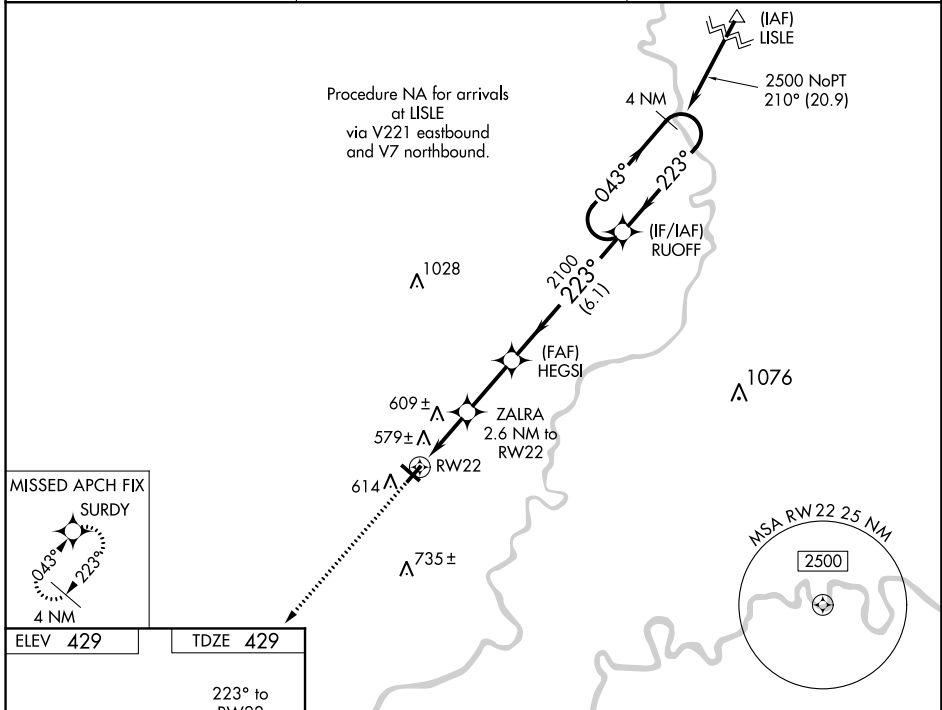 (IAF)
LISLE
2500 NoPT
210° (20.9)
Procedure NA for arrivals
at LISLE
via V221 eastbound
and V7 northbound.
4 NM
043°
223°
(IF/IAF)
RUOFF
2100
223°
(6.1)
1028
(FAF)
HEGSI
1076
609 ±
ZALRA
2.6 NM to
RW22
579±
RW22
614
735 ±
MISSED APCH FIX
SURDY
043°
223°
4 NM
MSA RW 22 25 NM
2500
ELEV 429
TDZE 429
223° to
RW22